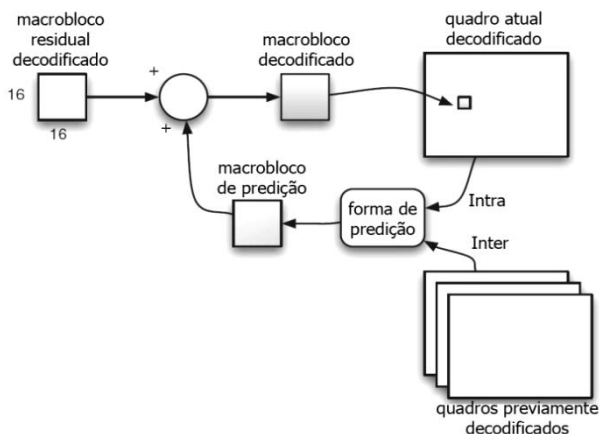 macrobloco
residual
decodificado
16
16
+
+
macrobloco
decodificado
quadro atual
decodificado
macrobloco
de predição
forma de
predição
Intra
Inter
quadros previamente
decodificados